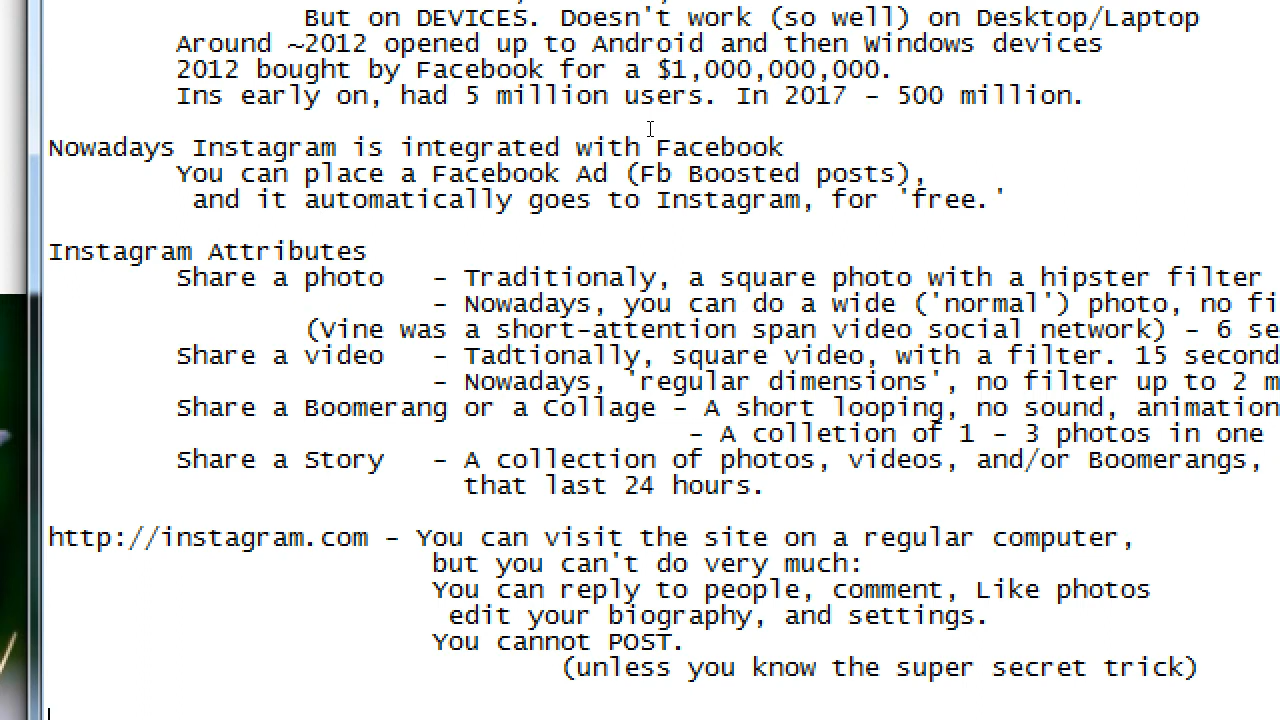 But on DEVICES. Doesn't work (so well) on Desktop/Laptop
Around ~2012 opened up to Android and then Windows devices
2012 bought by Facebook for a $1,000,000,000.
Ins early on, had 5 million users. In 2017 - 500 million.
Nowadays Instagram is integrated with Facebook
You can place a Facebook Ad (Fb Boosted posts),
and it automatically goes to Instagram, for 'free.'
Instagram Attributes
Share a photo - Traditionaly, a square photo with a hipster filter
- Nowadays, you can do a wide ('normal') photo, no fi
(Vine was a short-attention span video social network) - 6 se
Share a video - Tadtionally, square video, with a filter. 15 second
- Nowadays, 'regular dimensions', no filter up to 2 m
Share a Boomerang or a Collage - A short looping, no sound, animation
- A colletion of 1 - 3 photos in one
Share a Story - A collection of photos, videos, and/or Boomerangs,
that last 24 hours.
http://instagram.com - You can visit the site on a regular computer,
but you can't do very much:
You can reply to people, comment, Like photos
edit your biography, and settings.
You cannot POST.
(unless you know the super secret trick)